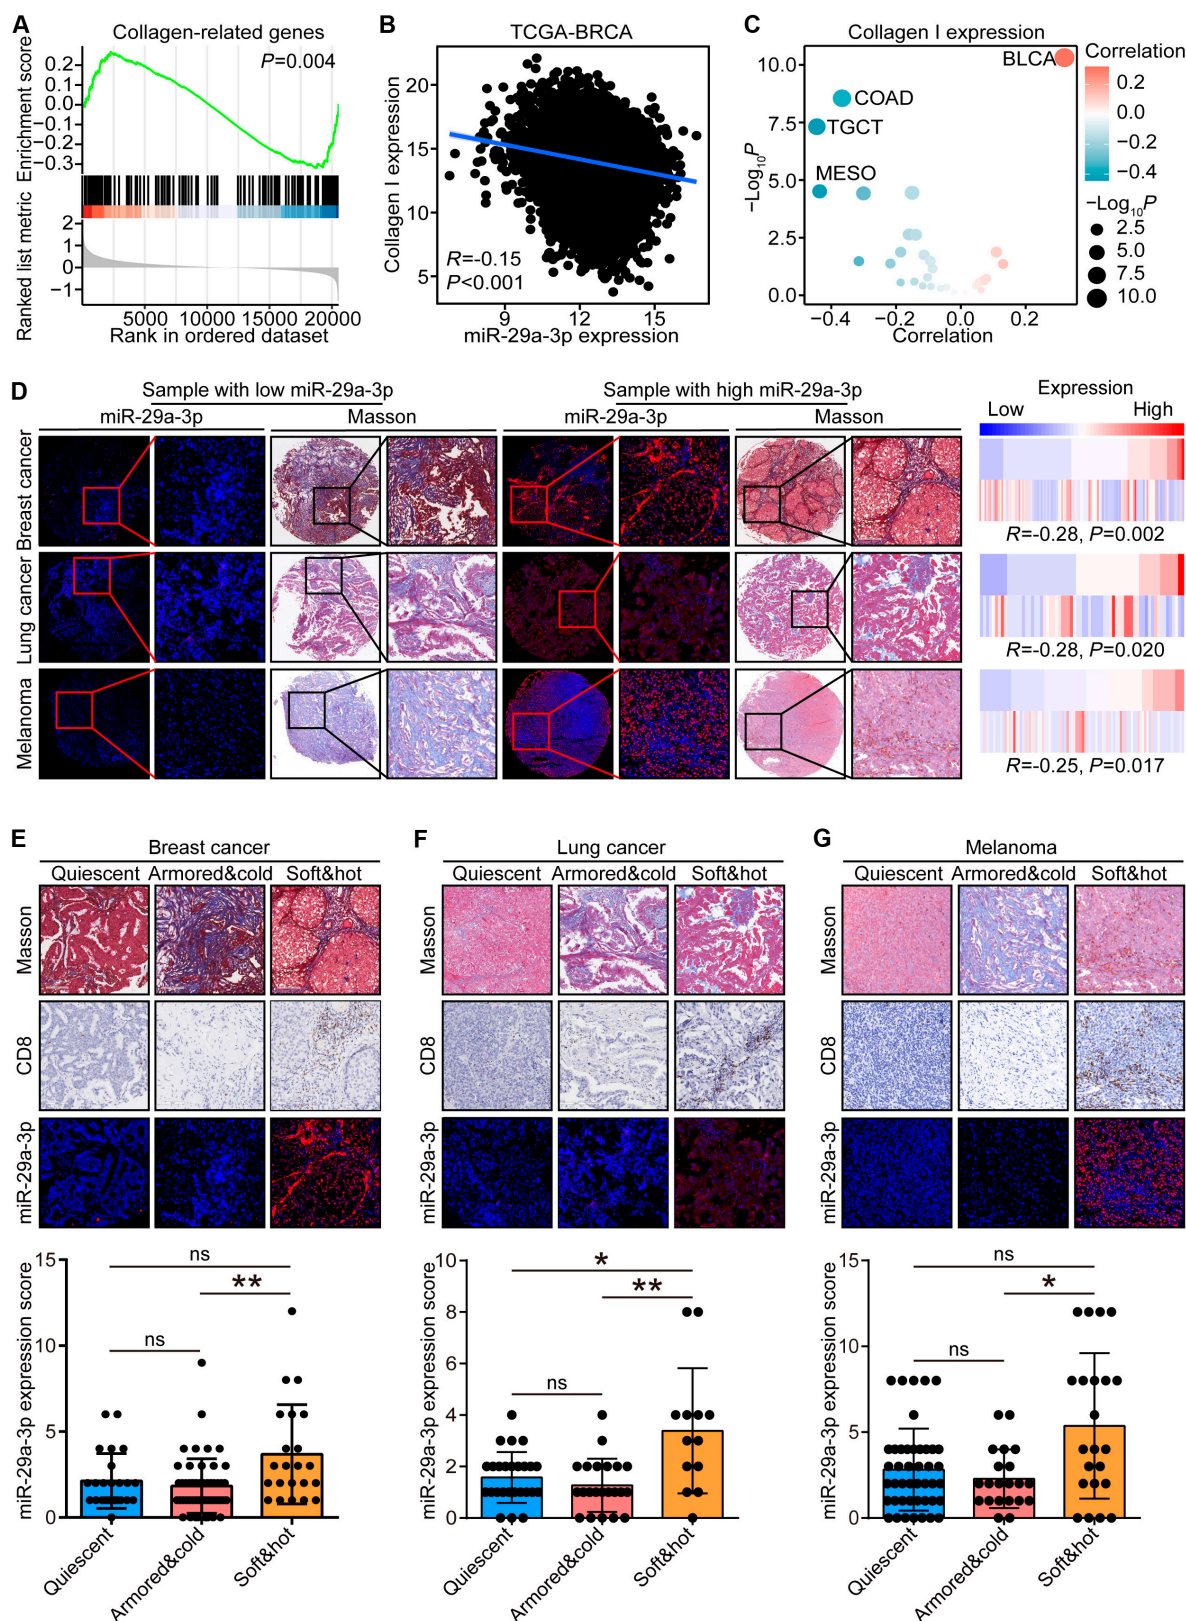 A
Collagen-related genes
P=0.004
Enrichment score
0.2
0.1
0.0
−0.1
−0.2
−0.3
Ranked list metric
2
1
0
−1
5000 10000 15000 20000
Rank in ordered dataset
B
TCGA-BRCA
Collagen I expression
20
15
10
5
R=-0.15
P<0.001
9 12 15
miR-29a-3p expression
C
Collagen I expression
−Log10P
10.0
7.5
5.0
2.5
0.0
BLCA
COAD
TGCT
MESO
−0.4 −0.2 0.0 0.2
Correlation
Correlation
0.2
0.0
−0.2
−0.4
−Log10P
2.5
5.0
7.5
10.0
D
Sample with low miR-29a-3p
Sample with high miR-29a-3p
miR-29a-3p
Masson
miR-29a-3p
Masson
Breast cancer
Lung cancer
Melanoma
Expression
Low High
R=-0.28, P=0.002
R=-0.28, P=0.020
R=-0.25, P=0.017
E
Breast cancer
Quiescent Armored&cold Soft&hot
Masson
CD8
miR-29a-3p
miR-29a-3p expression score
15
10
5
0
ns
**
ns
Quiescent
Armored&cold
Soft&hot
F
Lung cancer
Quiescent Armored&cold Soft&hot
Masson
CD8
miR-29a-3p
miR-29a-3p expression score
10
8
6
4
2
0
*
**
ns
Quiescent
Armored&cold
Soft&hot
G
Melanoma
Quiescent Armored&cold Soft&hot
Masson
CD8
miR-29a-3p
miR-29a-3p expression score
15
10
5
0
ns
*
ns
Quiescent
Armored&cold
Soft&hot